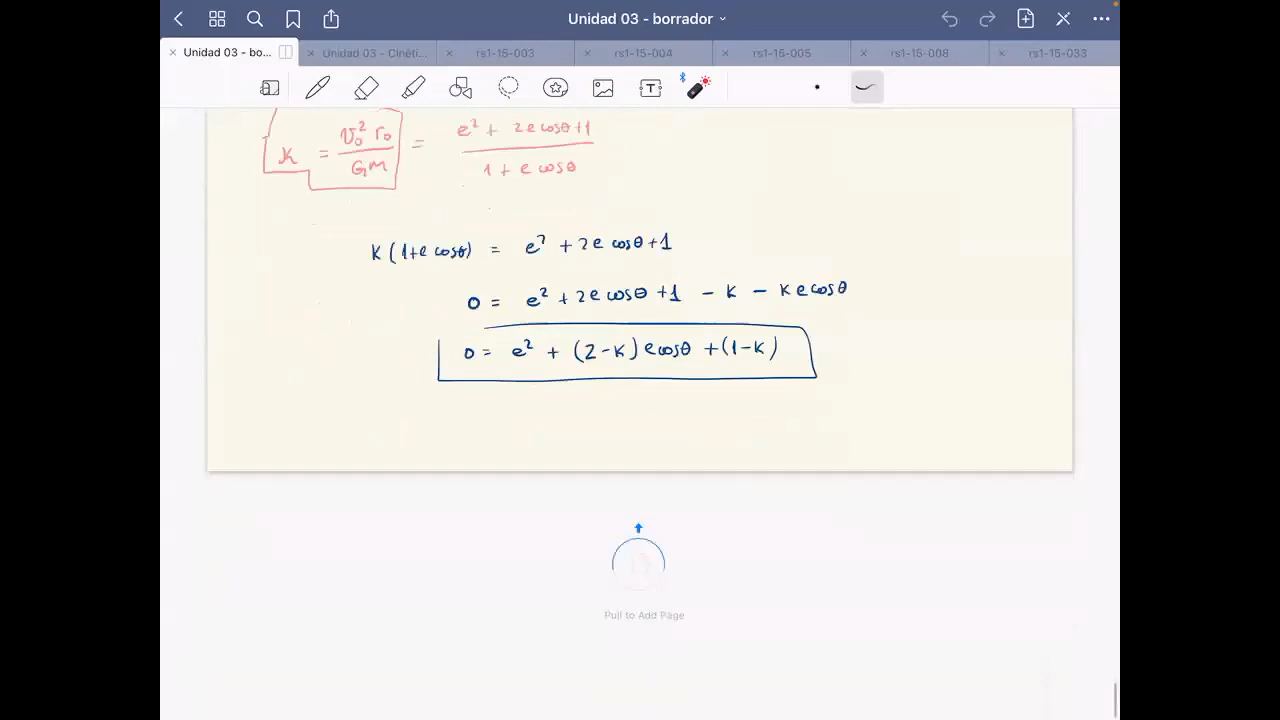 Unidad 03 - borrador
Unidad 03 - bo...
Unidad 03 - Cinéti...
rs1-15-003
rs1-15-004
rs1-15-005
rs1-15-008
rs1-15-033
K = v₀² r₀ / GM = e² + 2e cosθ + 1 / 1 + e cosθ
K (1+e cosθ) = e² + 2e cosθ + 1
0 = e² + 2e cosθ + 1 - K - K e cosθ
0 = e² + (2-K) e cosθ + (1-K)
Pull to Add Page